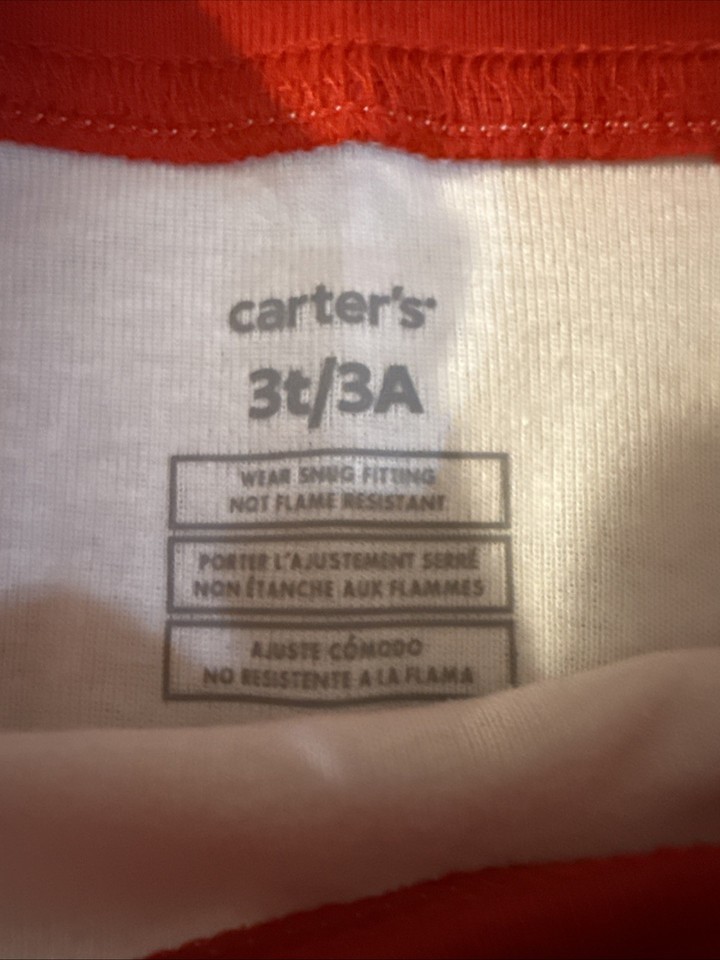 carter's
3t/3A
WEAR SNUG FITTING
NOT FLAME RESISTANT
PORTER L'AJUSTEMENT SERRÉ
NON ÉTANCHE AUX FLAMMES
AJUSTE CÓMODO
NO RESISTENTE A LA FLAMA